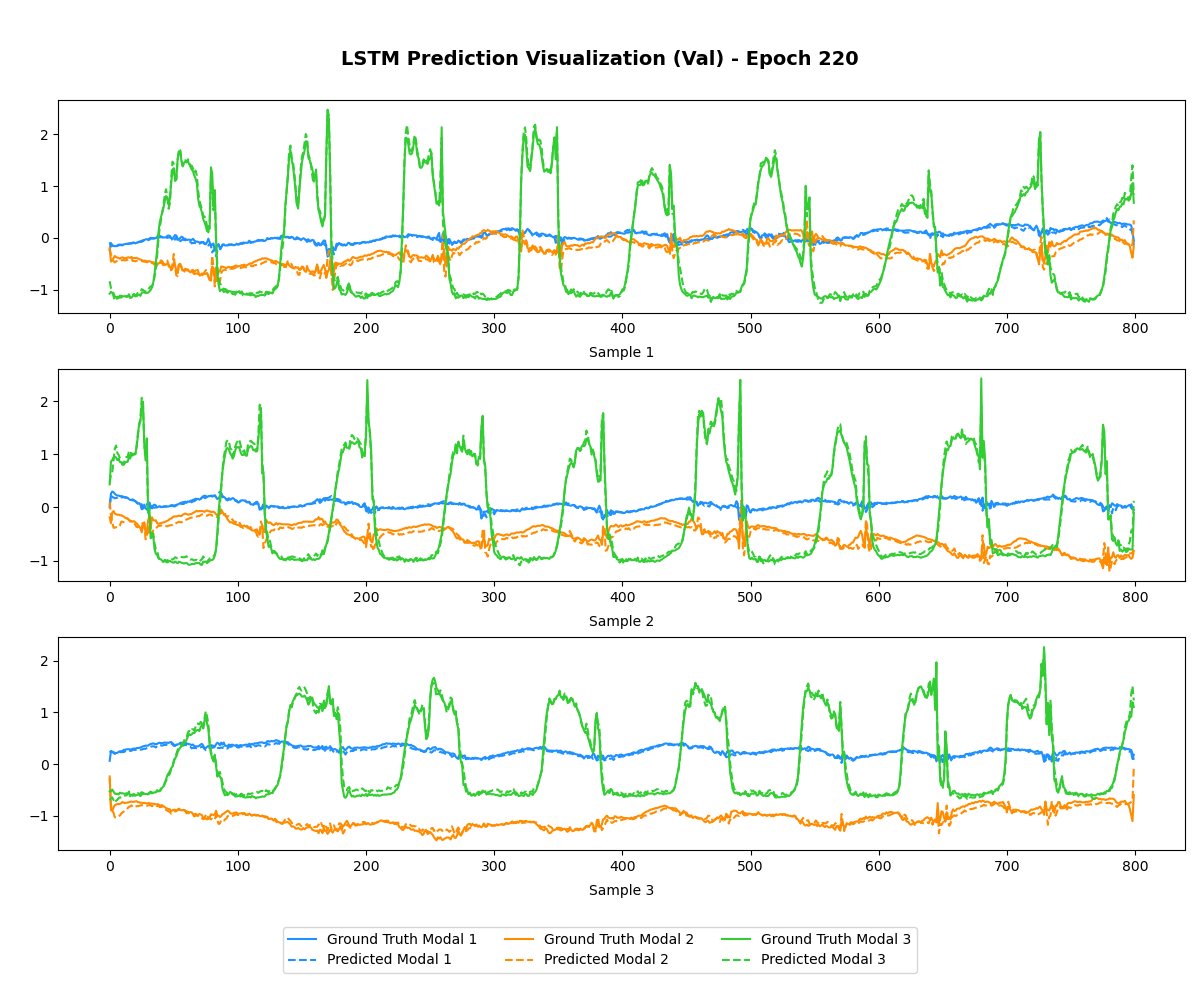 LSTM Prediction Visualization (Val) - Epoch 220
2
1
0
−1
0 100 200 300 400 500 600 700 800
Sample 1
2
1
0
−1
0 100 200 300 400 500 600 700 800
Sample 2
2
1
0
−1
0 100 200 300 400 500 600 700 800
Sample 3
Ground Truth Modal 1 Ground Truth Modal 2 Ground Truth Modal 3
Predicted Modal 1 Predicted Modal 2 Predicted Modal 3